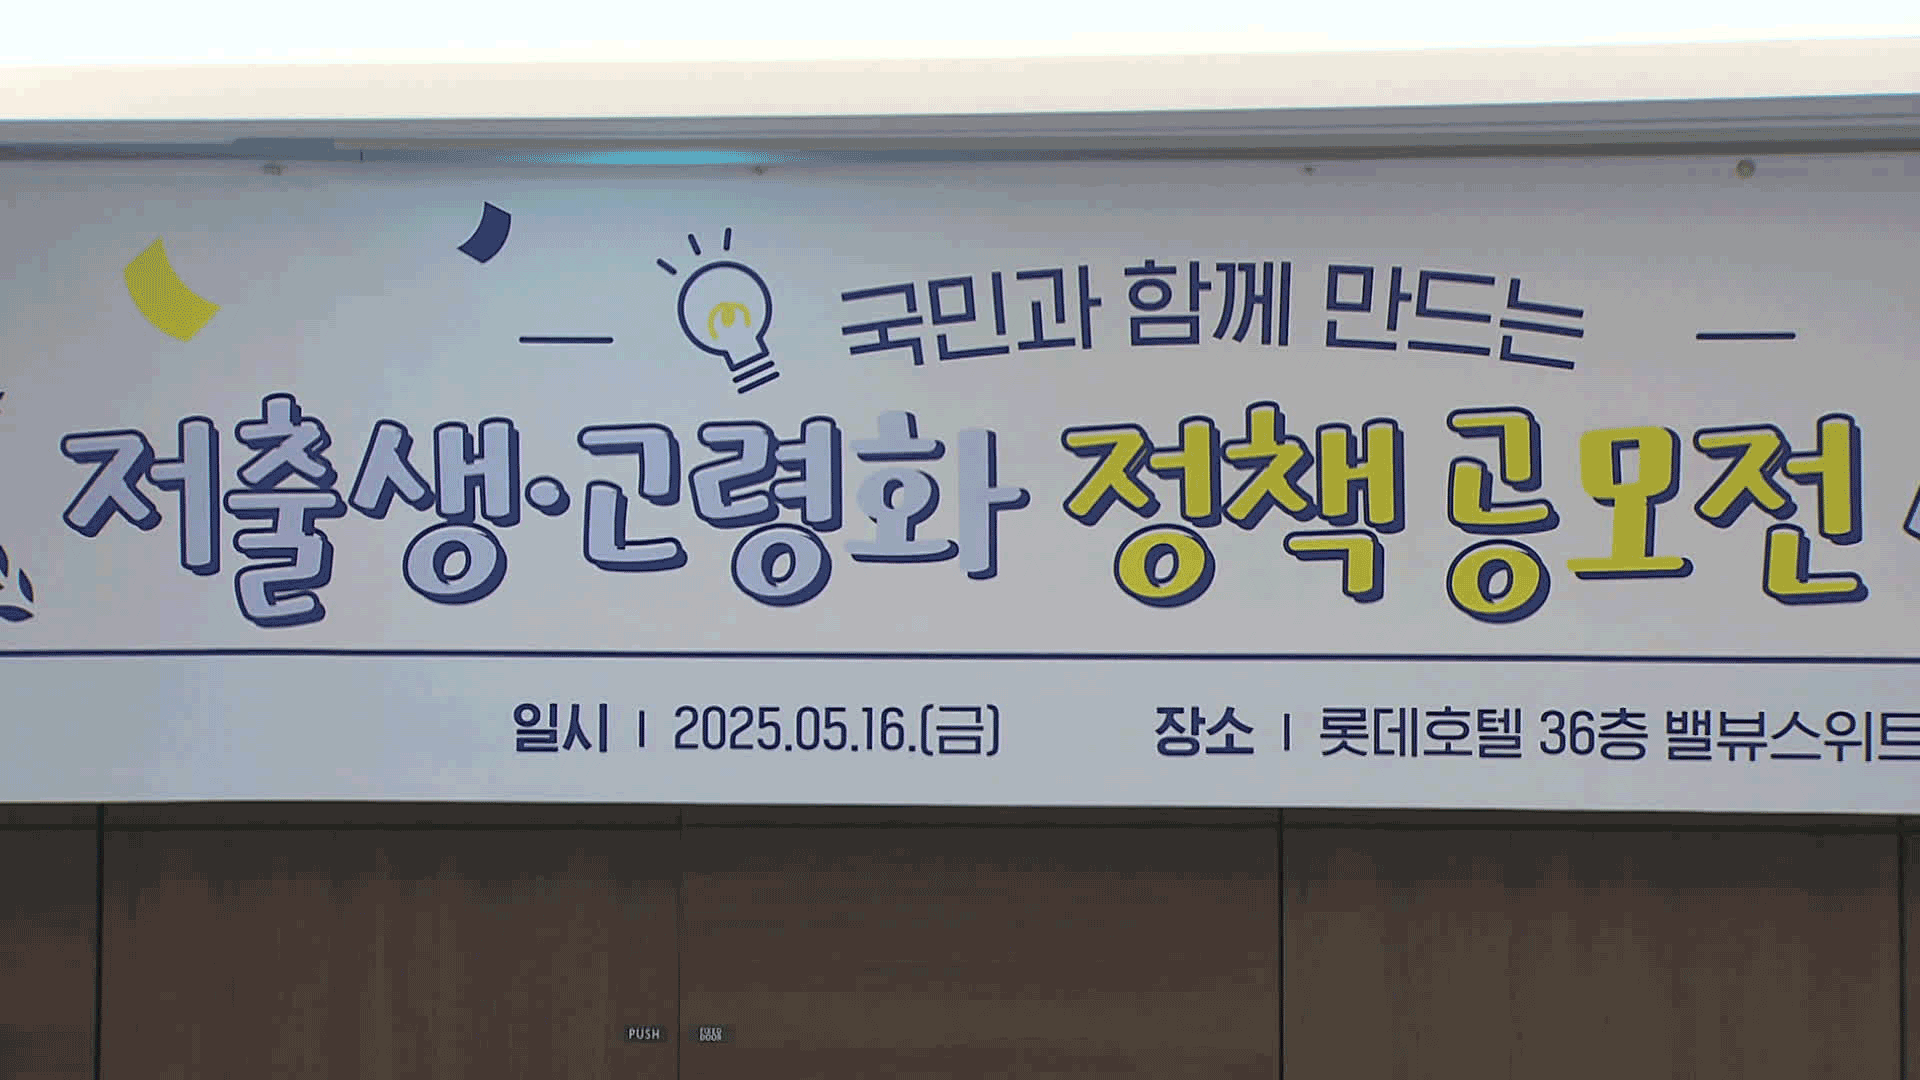 국민과 함께 만드는
저출생·고령화 정책 공모전
일시 | 2025.05.16.(금) 장소 | 롯데호텔 36층 밸뷰스위트
PUSH
FIXED DOOR